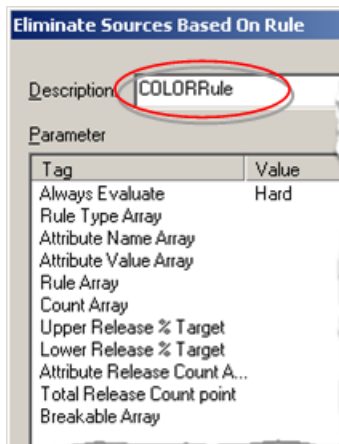 Eliminate Sources Based On Rule
Description COLORRule
Parameter
Tag Value
Always Evaluate Hard
Rule Type Array
Attribute Name Array
Attribute Value Array
Rule Array
Count Array
Upper Release % Target
Lower Release % Target
Attribute Release Count A...
Total Release Count point
Breakable Array